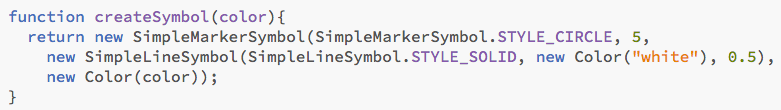 function createSymbol(color){
  return new SimpleMarkerSymbol(SimpleMarkerSymbol.STYLE_CIRCLE, 5,
    new SimpleLineSymbol(SimpleLineSymbol.STYLE_SOLID, new Color("white"), 0.5),
    new Color(color));
}